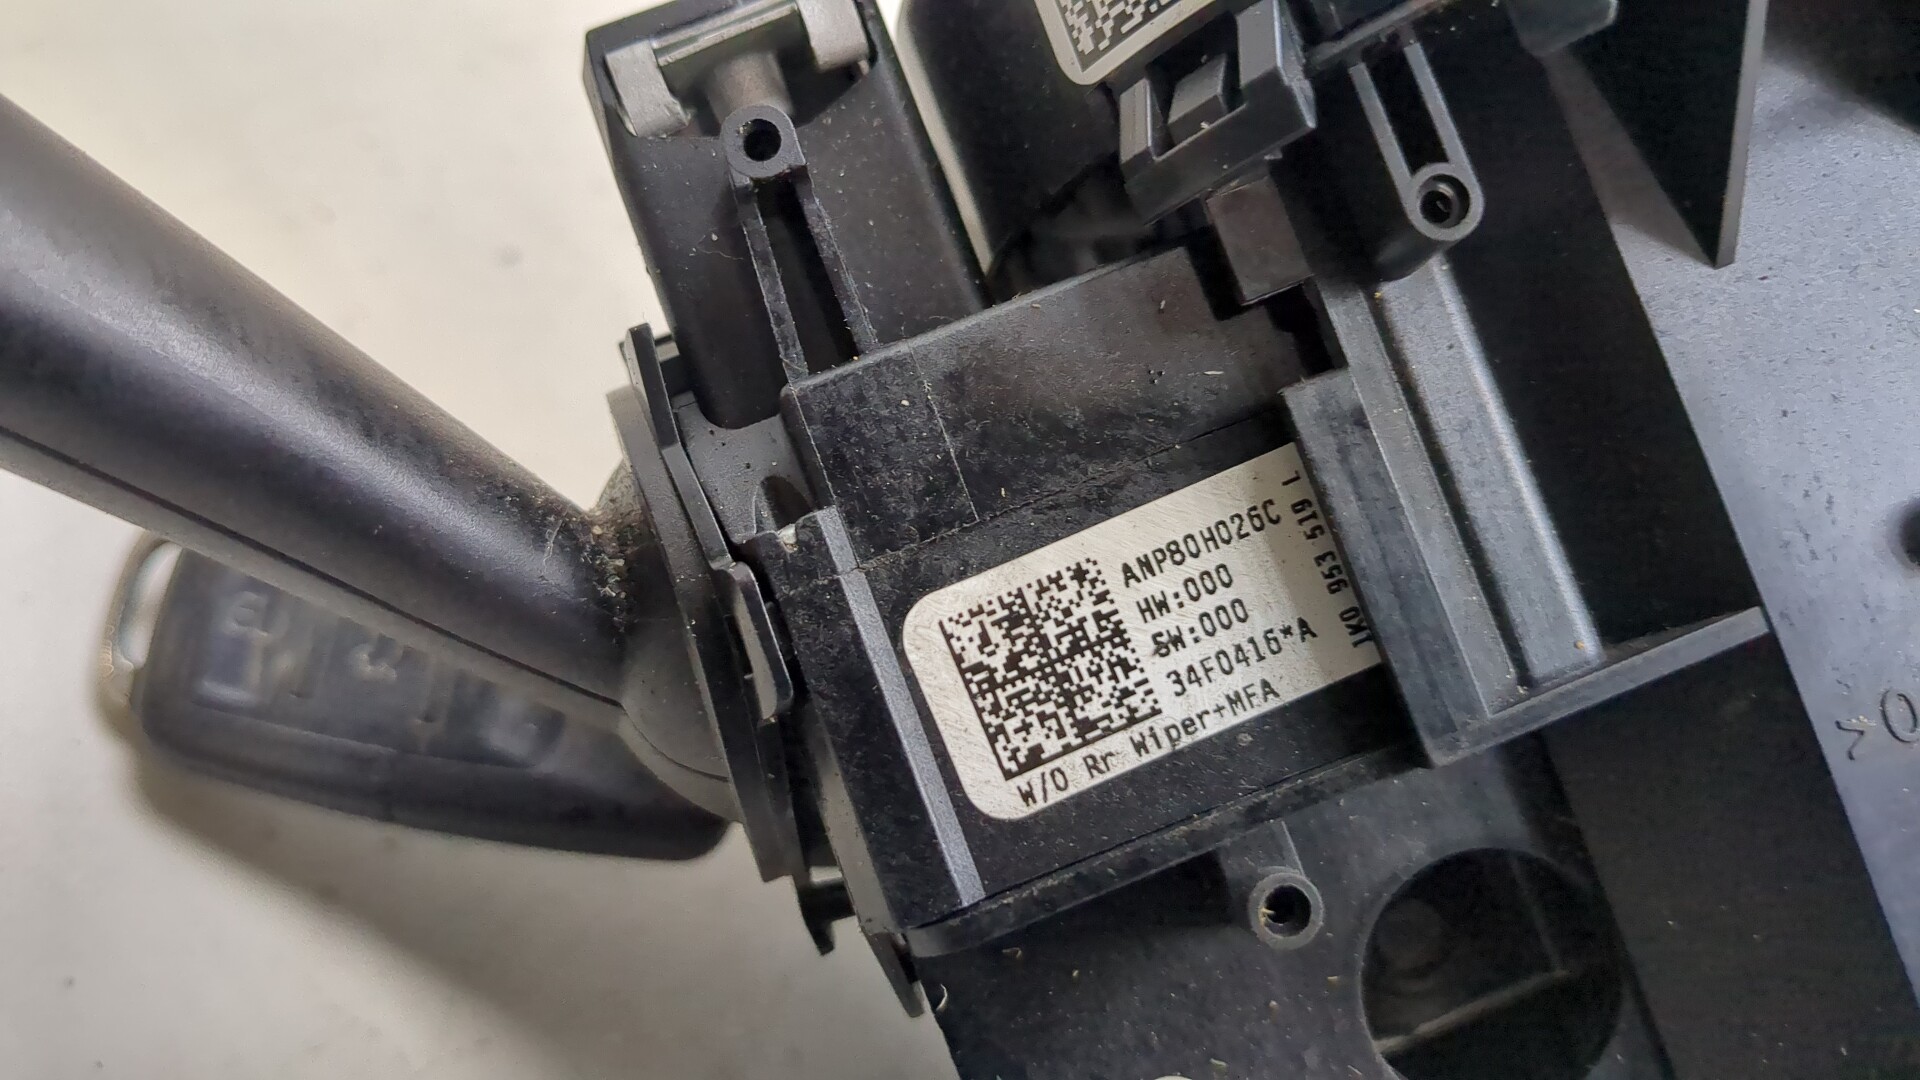 ANP80H026C
HW:000
SW:000
34F0416*A
W/O Rr Wiper+MFA
1K0 953 519 L